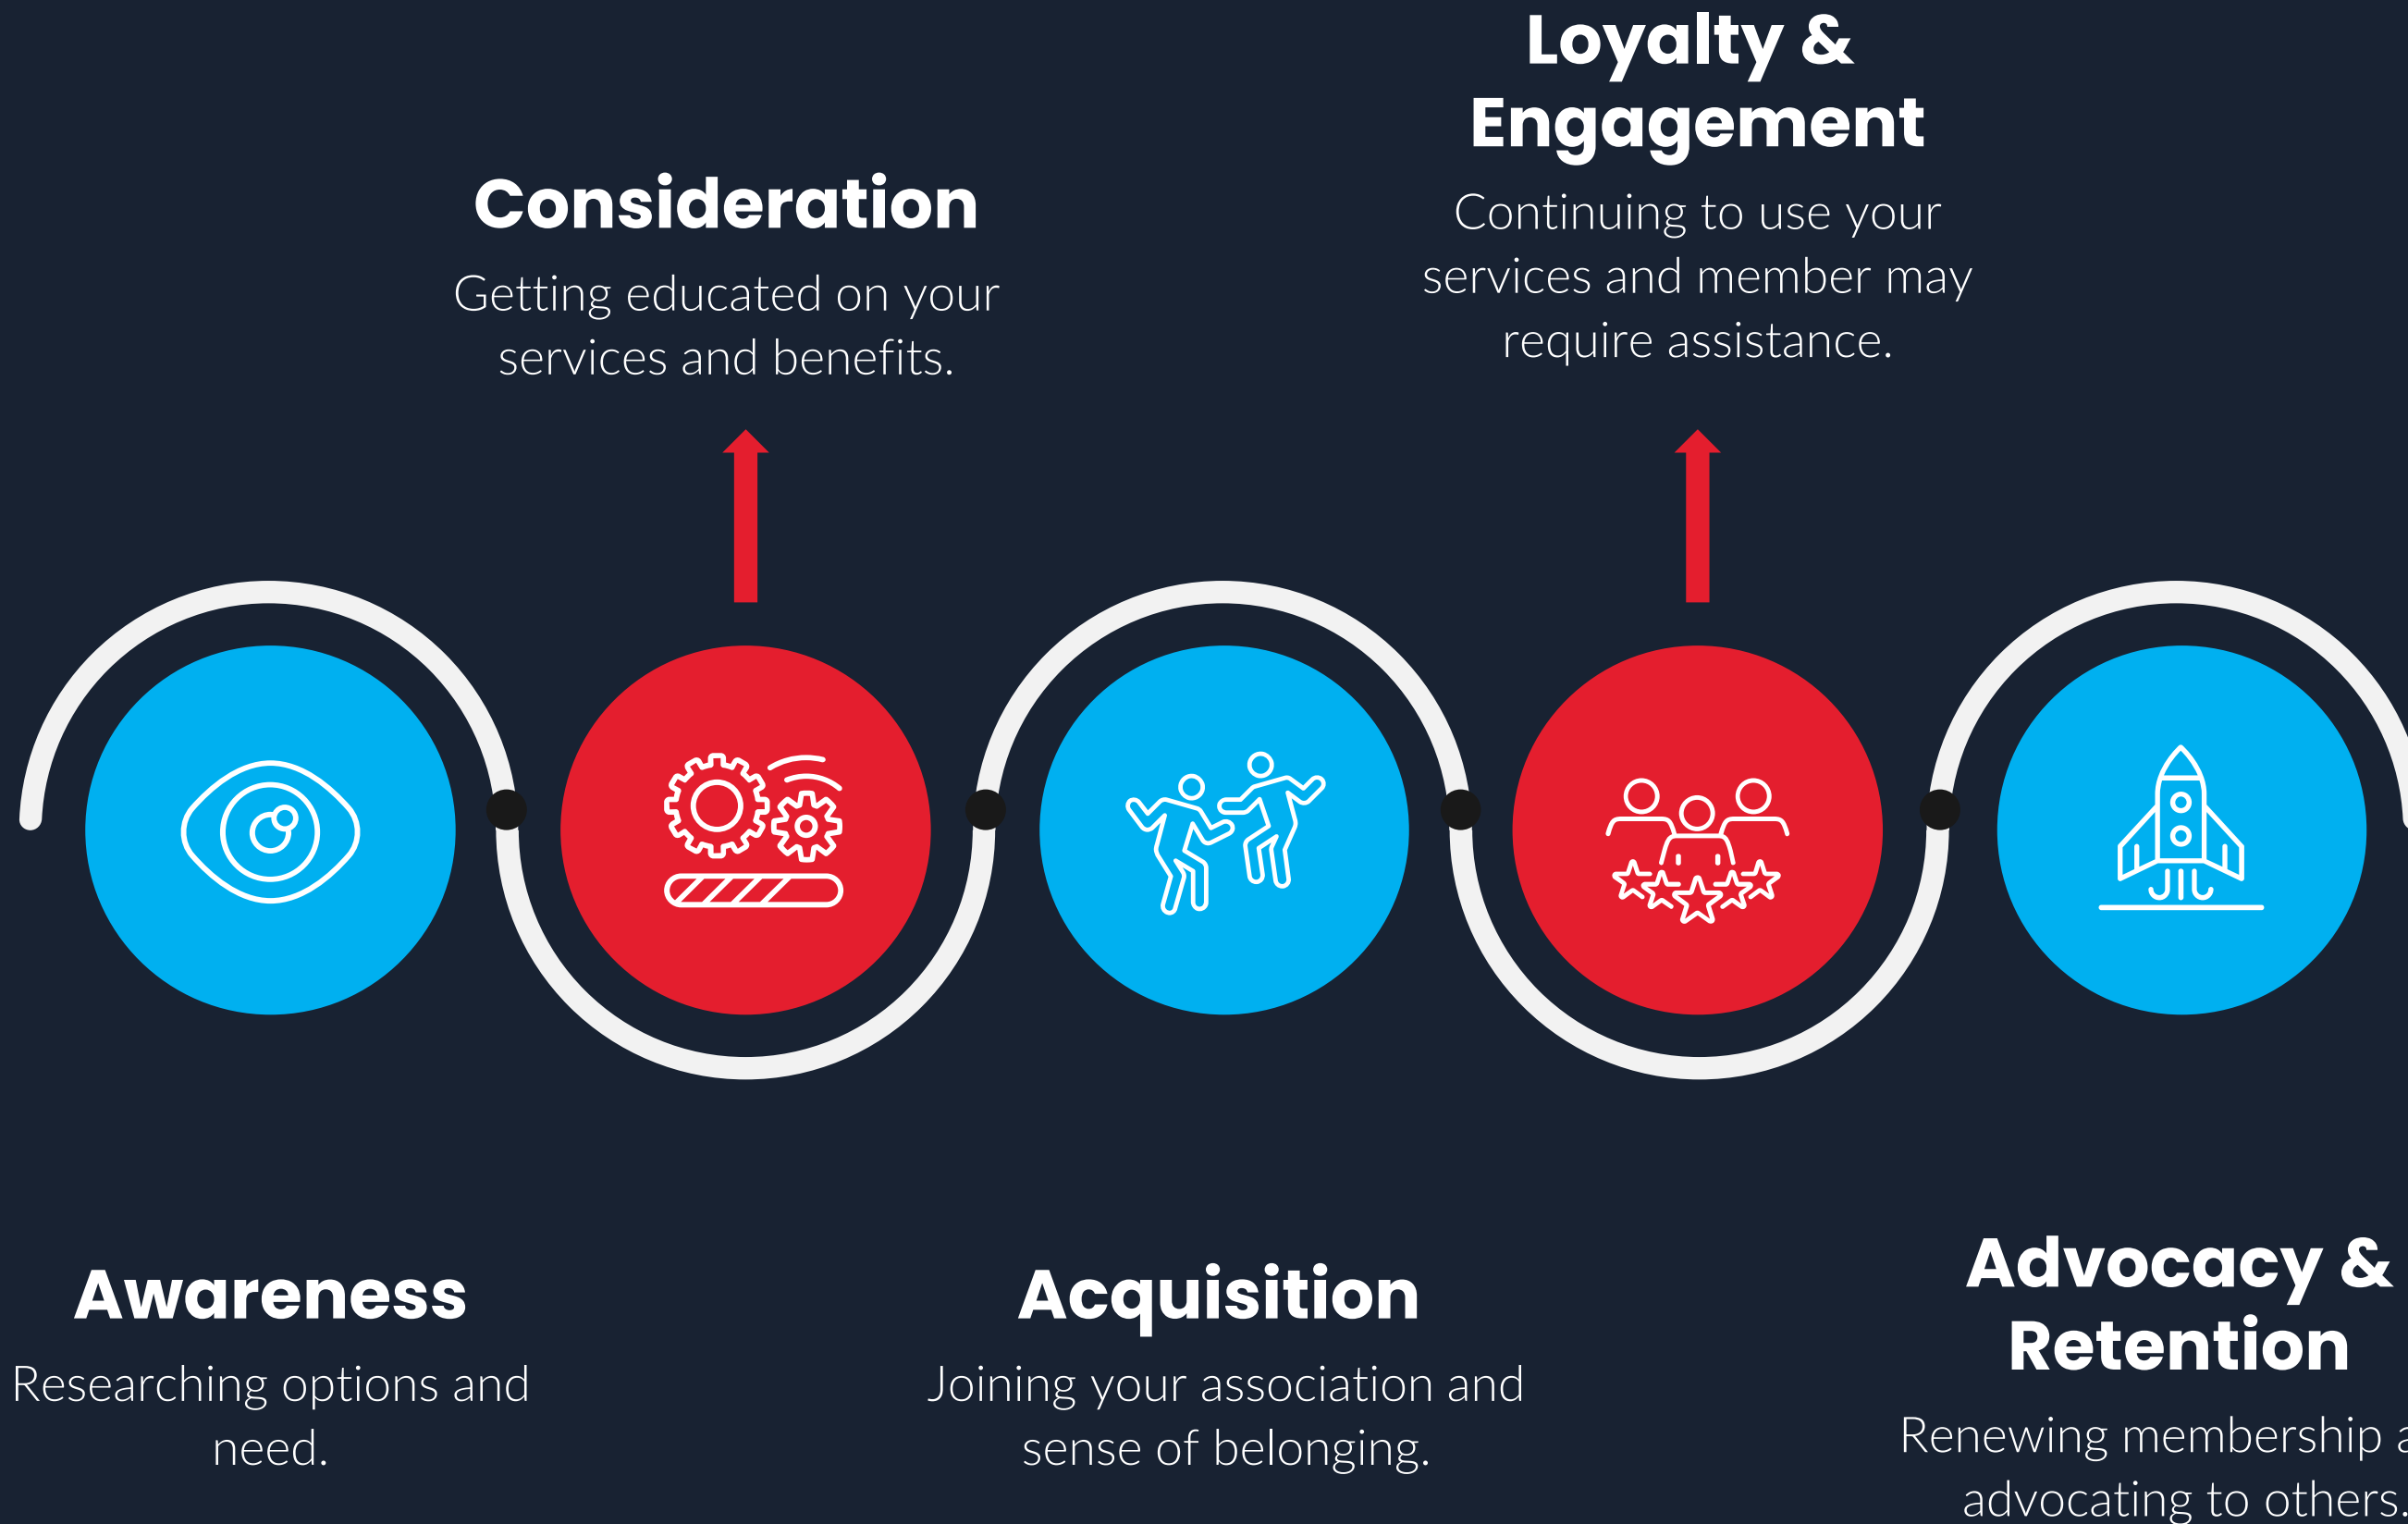 Loyalty &
Engagement
Continuing to use your
services and member may
require assistance.
Consideration
Getting educated on your
services and benefits.
Awareness
Researching options and
need.
Acquisition
Joining your association and
sense of belonging.
Advocacy &
Retention
Renewing membership
advocating to others.